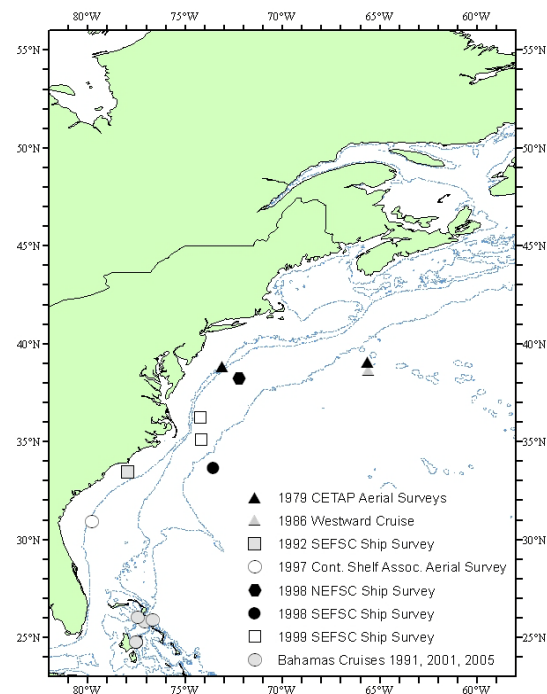 80°W 75°W 70°W 65°W 60°W
55°N 55°N
50°N 50°N
45°N 45°N
40°N 40°N
35°N 35°N
30°N 30°N
25°N 25°N
1979 CETAP Aerial Surveys
1986 Westward Cruise
1992 SEFSC Ship Survey
1997 Cont. Shelf Assoc. Aerial Survey
1998 NEFSC Ship Survey
1998 SEFSC Ship Survey
1999 SEFSC Ship Survey
Bahamas Cruises 1991, 2001, 2005
80°W 75°W 70°W 65°W 60°W